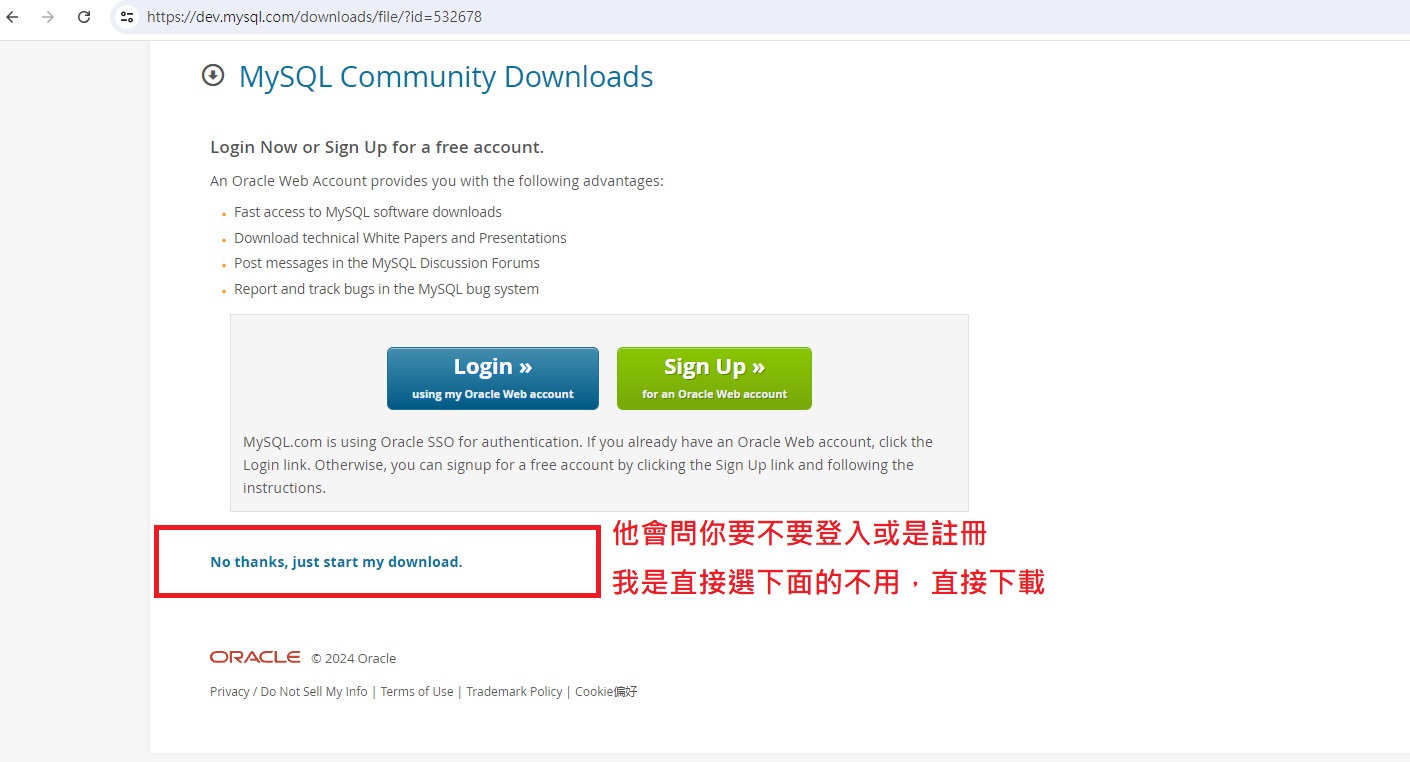 https://dev.mysql.com/downloads/file/?id=532678
MySQL Community Downloads
Login Now or Sign Up for a free account.
An Oracle Web Account provides you with the following advantages:
Fast access to MySQL software downloads
Download technical White Papers and Presentations
Post messages in the MySQL Discussion Forums
Report and track bugs in the MySQL bug system
Login »
using my Oracle Web account
Sign Up »
for an Oracle Web account
MySQL.com is using Oracle SSO for authentication. If you already have an Oracle Web account, click the
Login link. Otherwise, you can signup for a free account by clicking the Sign Up link and following the
instructions.
他會問你要不要登入或是註冊
No thanks, just start my download.
我是直接選下面的不用，直接下載
ORACLE © 2024 Oracle
Privacy / Do Not Sell My Info | Terms of Use | Trademark Policy | Cookie偏好